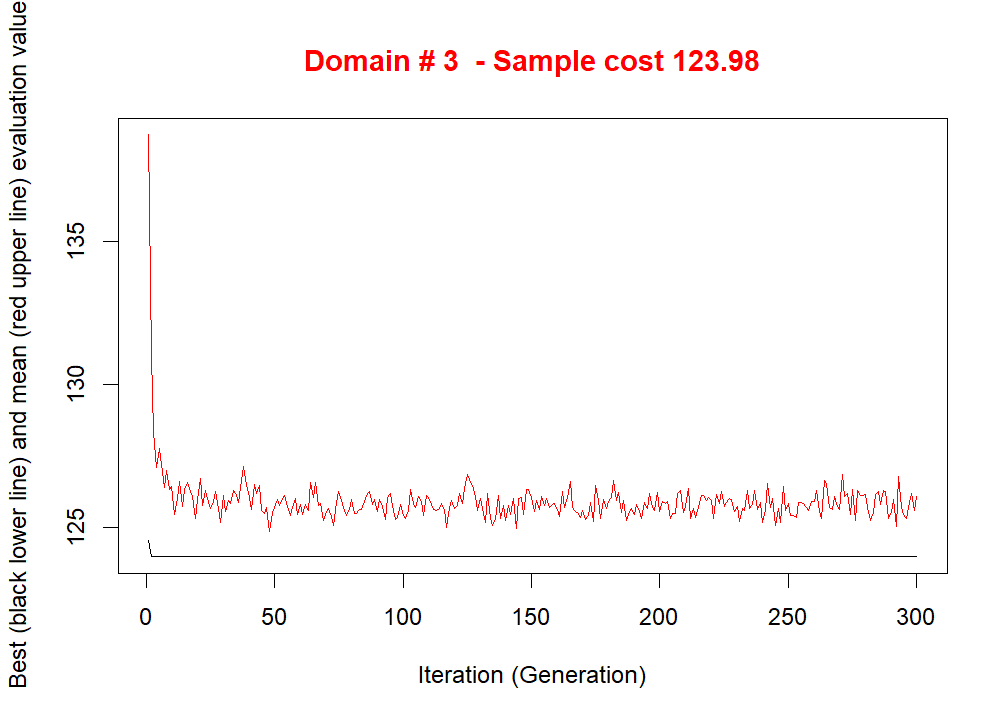 Domain # 3 - Sample cost 123.98
Best (black lower line) and mean (red upper line) evaluation value
135
130
125
0 50 100 150 200 250 300
Iteration (Generation)